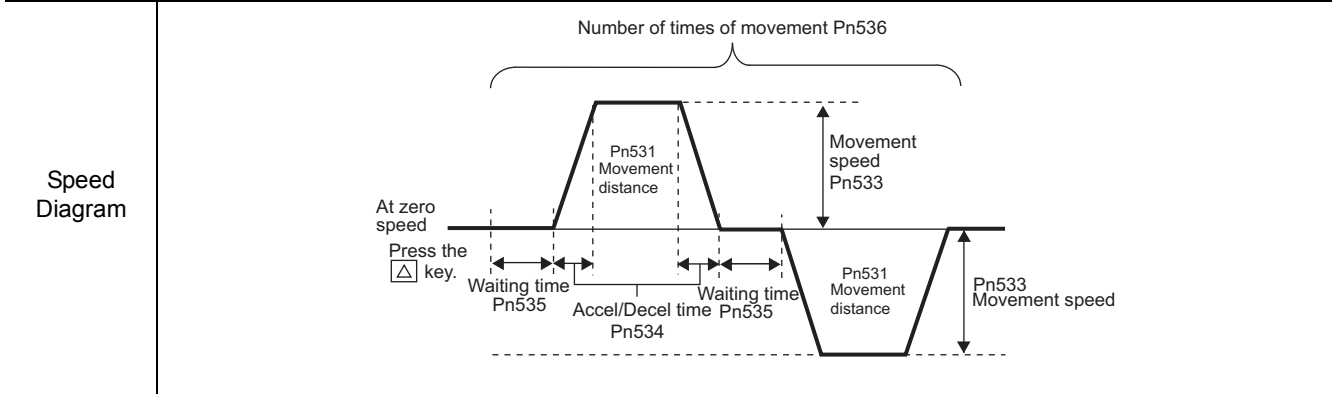 Number of times of movement Pn536
Speed
Diagram
Pn531
Movement
distance
Movement
speed
Pn533
At zero
speed
Press the
△ key.
Waiting time
Pn535
Accel/Decel time
Pn534
Waiting time
Pn535
Pn531
Movement
distance
Pn533
Movement speed